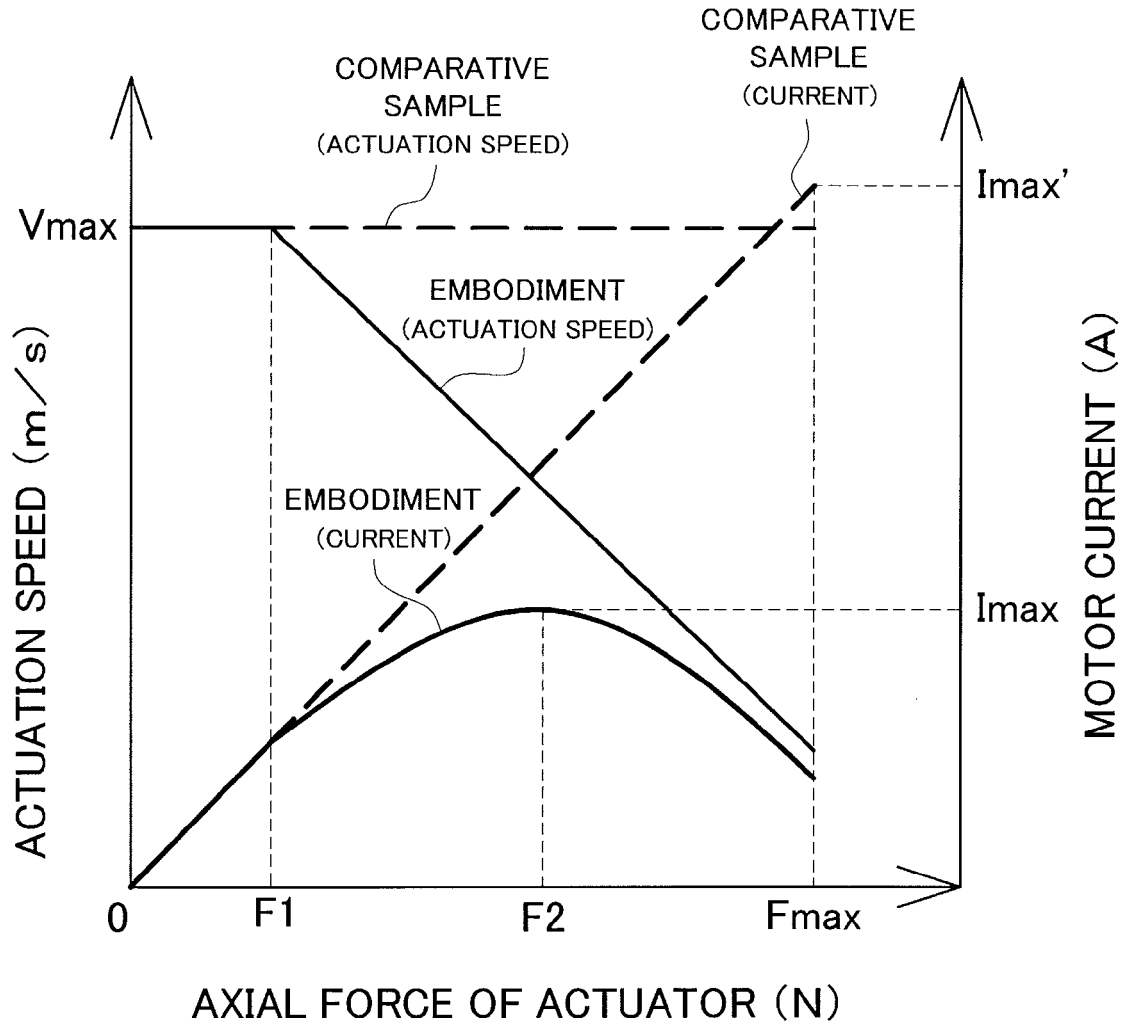 COMPARATIVE
SAMPLE
(CURRENT)
COMPARATIVE
SAMPLE
(ACTUATION SPEED)
Imax'
Vmax
EMBODIMENT
(ACTUATION SPEED)
EMBODIMENT
(CURRENT)
Imax
ACTUATION SPEED (m/s)
MOTOR CURRENT (A)
0
F1
F2
Fmax
AXIAL FORCE OF ACTUATOR (N)